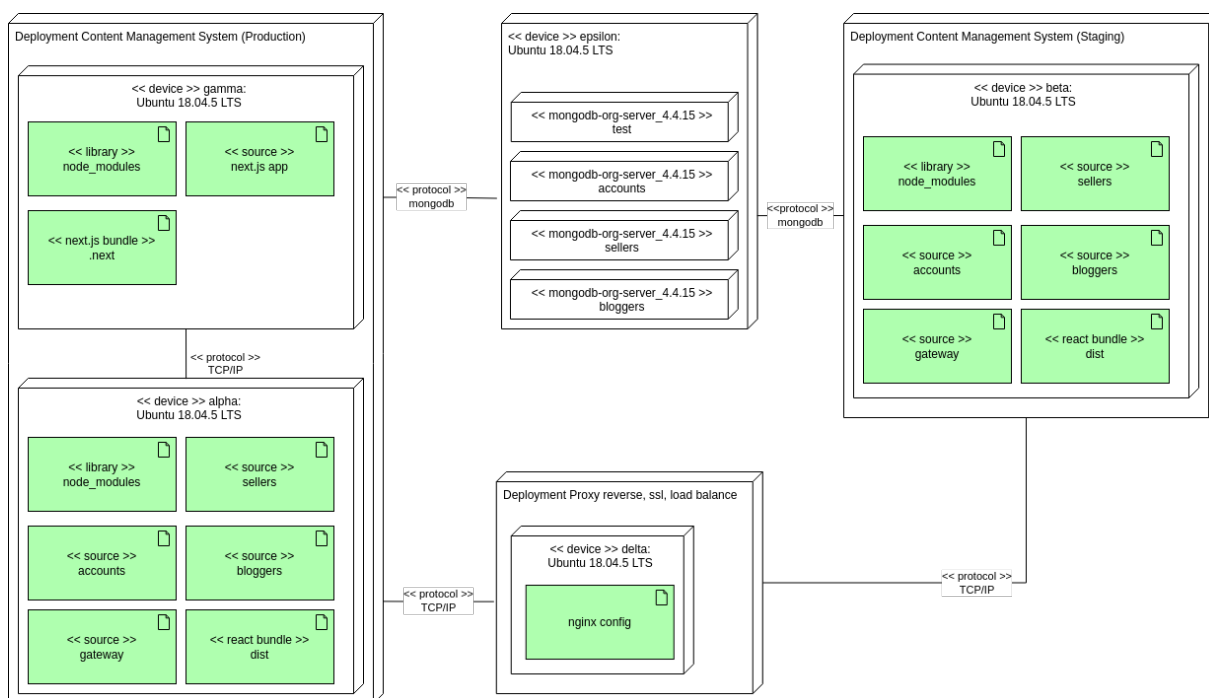 Deployment Content Management System (Production)
<< device >> gamma:
Ubuntu 18.04.5 LTS
<< library >>
node_modules
<< source >>
next.js app
<< next.js bundle >>
.next
<< protocol >>
TCP/IP
<< device >> alpha:
Ubuntu 18.04.5 LTS
<< library >>
node_modules
<< source >>
sellers
<< source >>
accounts
<< source >>
bloggers
<< source >>
gateway
<< react bundle >>
dist
<< protocol >>
mongodb
<< device >> epsilon:
Ubuntu 18.04.5 LTS
<< mongodb-org-server_4.4.15 >>
test
<< mongodb-org-server_4.4.15 >>
accounts
<< mongodb-org-server_4.4.15 >>
sellers
<< mongodb-org-server_4.4.15 >>
bloggers
<<protocol >>
mongodb
Deployment Content Management System (Staging)
<< device >> beta:
Ubuntu 18.04.5 LTS
<< library >>
node_modules
<< source >>
sellers
<< source >>
accounts
<< source >>
bloggers
<< source >>
gateway
<< react bundle >>
dist
<< protocol >>
TCP/IP
Deployment Proxy reverse, ssl, load balance
<< device >> delta:
Ubuntu 18.04.5 LTS
nginx config
<< protocol >>
TCP/IP